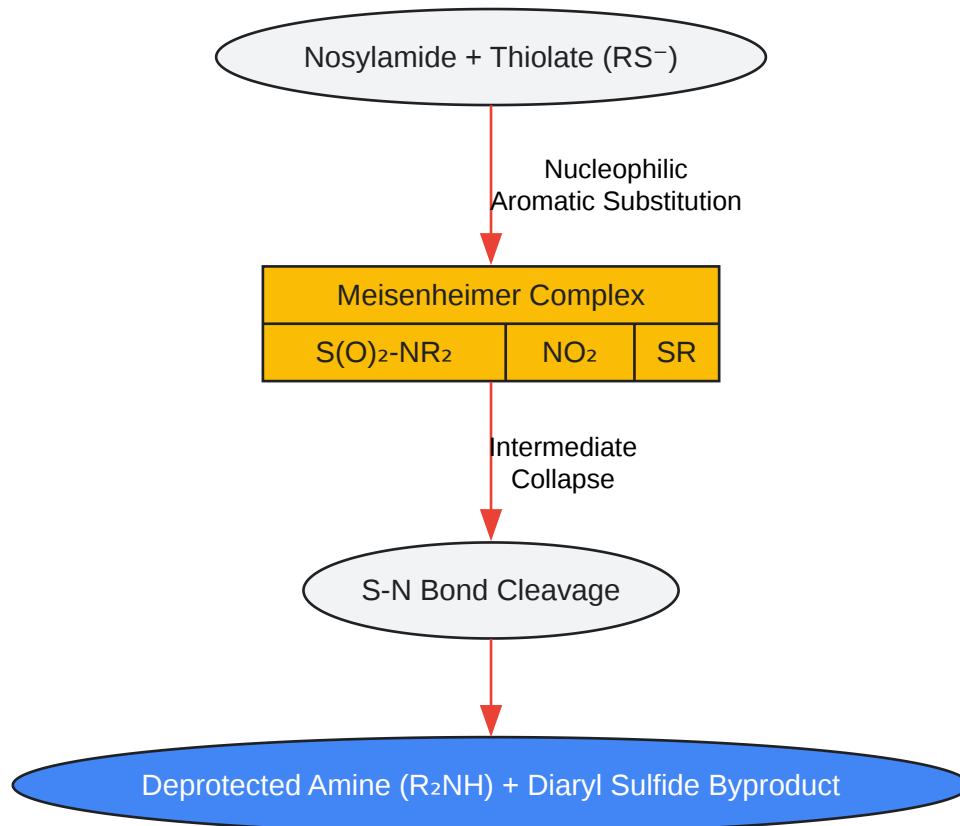 Nosylamide + Thiolate (RS⁻)
Nucleophilic
Aromatic Substitution
Meisenheimer Complex
S(O)₂-NR₂ NO₂ SR
Intermediate
Collapse
S-N Bond Cleavage
Deprotected Amine (R₂NH) + Diaryl Sulfide Byproduct